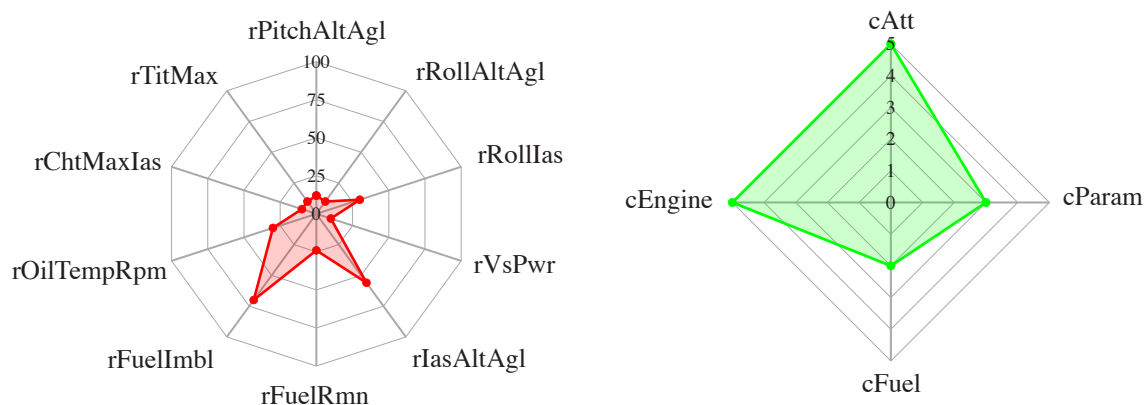 rPitchAltAgl
rTitMax
rRollAltAgl
rChtMaxIas
rRollIas
rOilTempRpm
rVsPwr
rFuelImbl
rIasAltAgl
rFuelRmn
100
75
50
25
0
cAtt
5
4
3
2
1
0
cEngine
cParam
cFuel